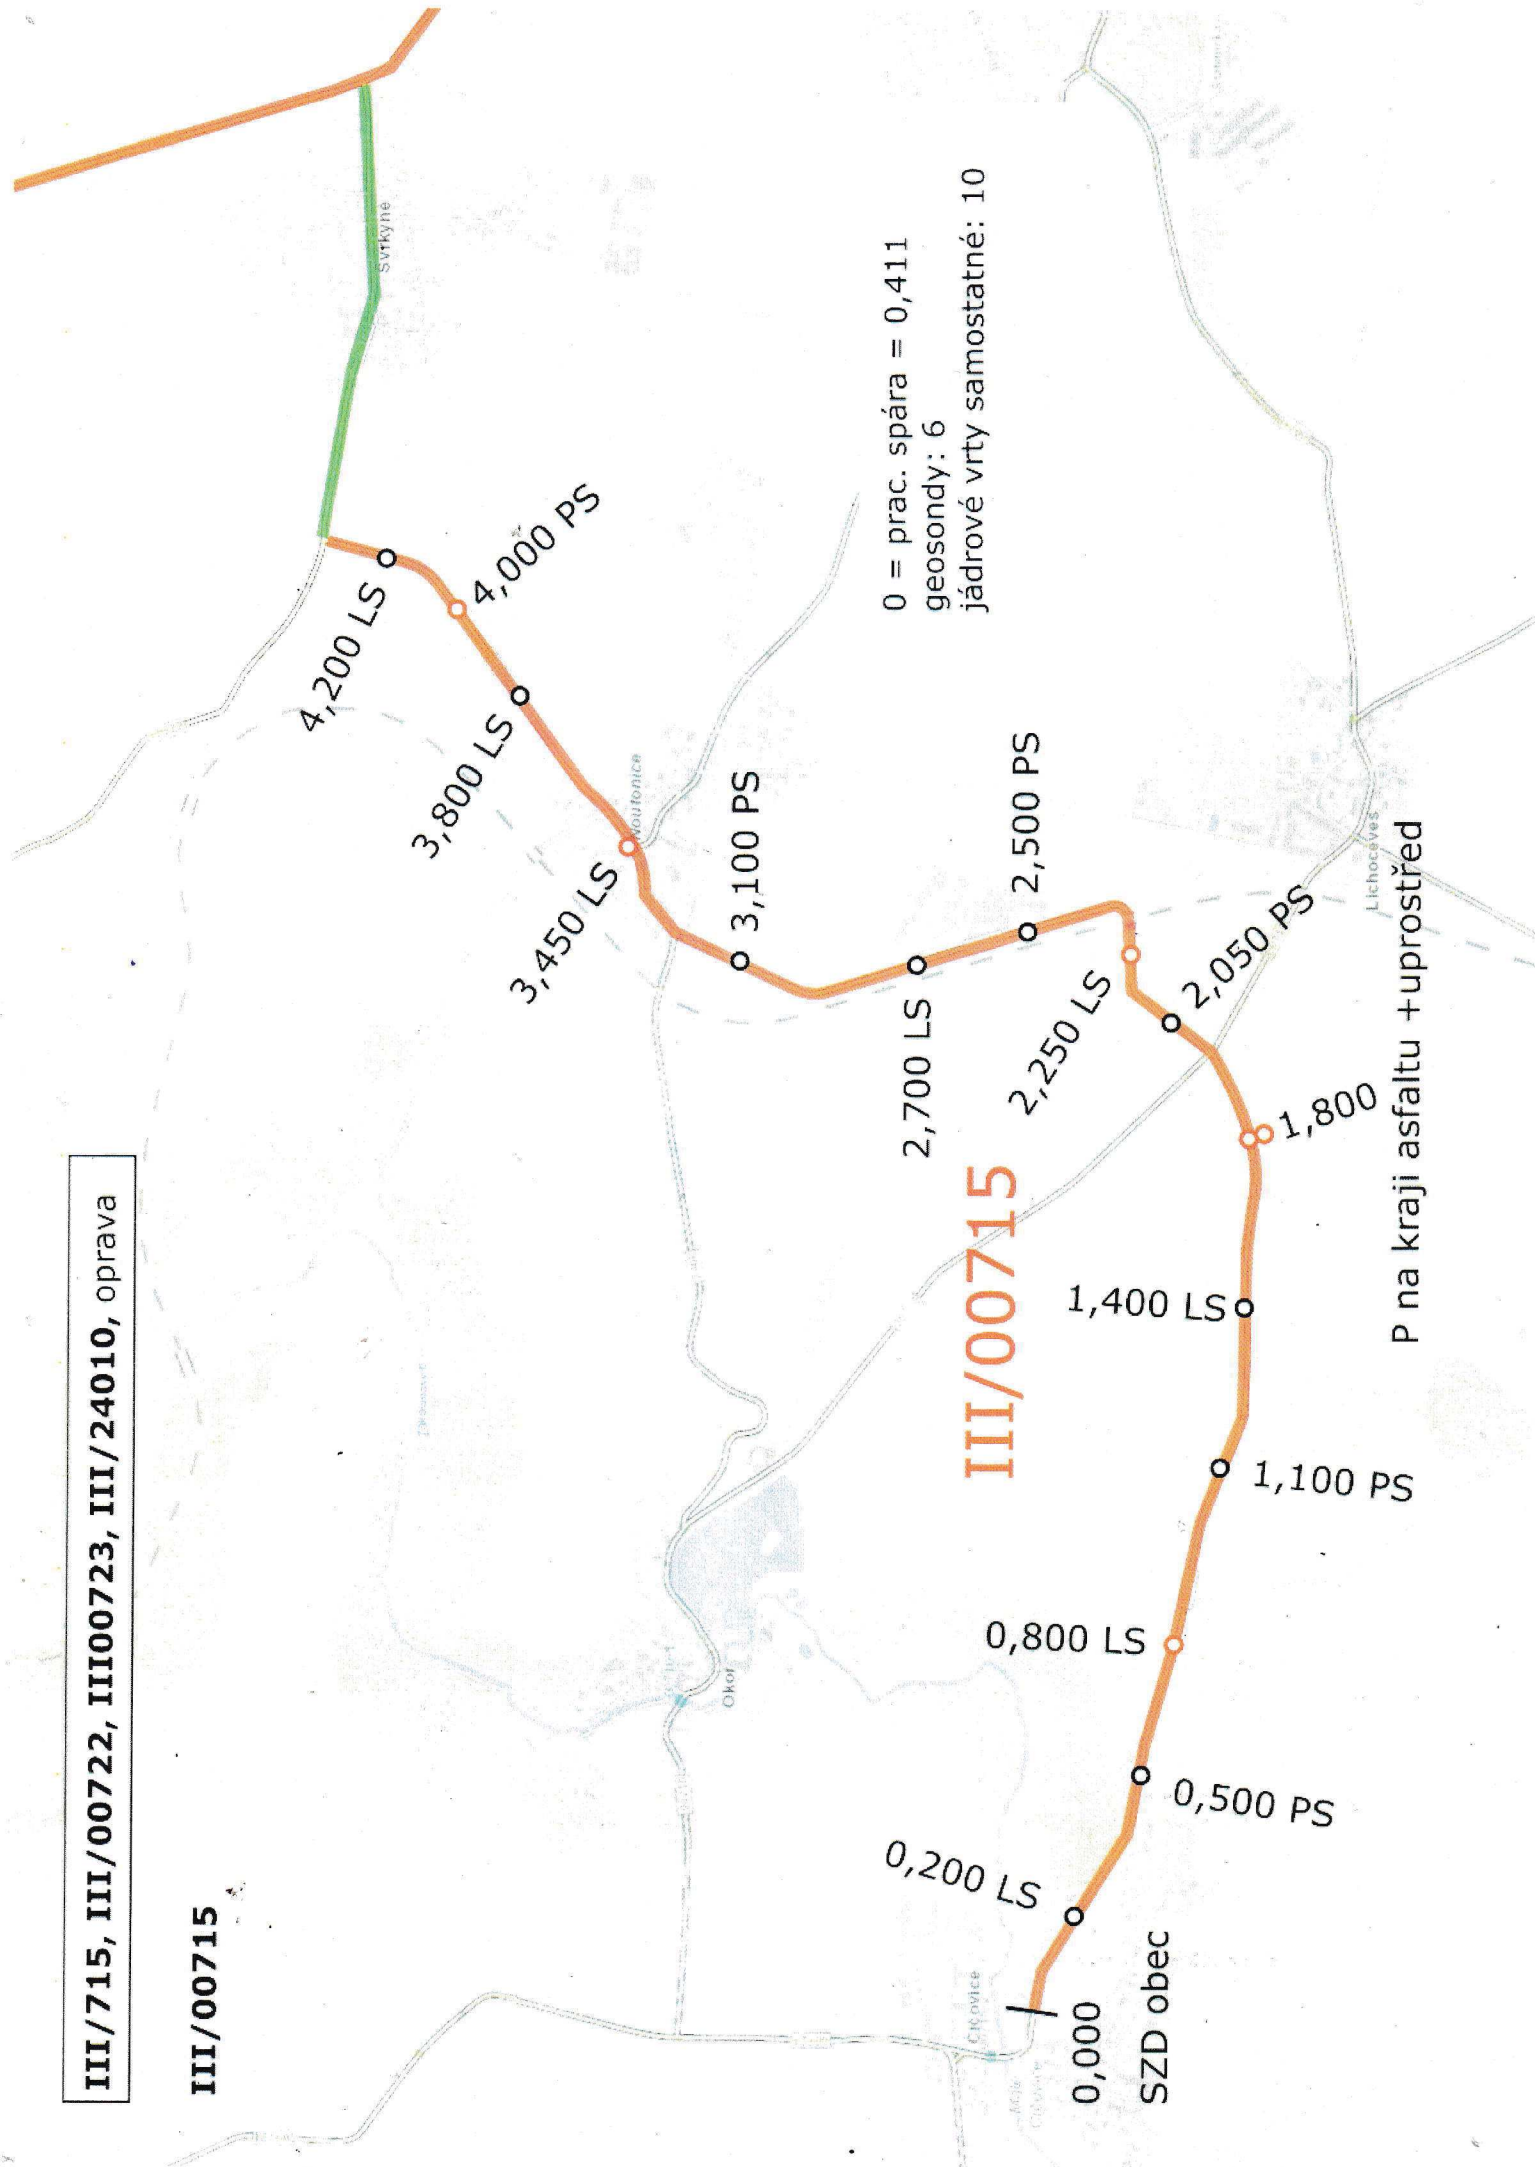 III/715, III/00722, III00723, III/24010, oprava
III/00715
4,200 LS
4,000 PS
3,800 LS
3,450 LS
3,100 PS
2,700 LS
2,500 PS
2,250 LS
2,050 PS
1,800
P na kraji asfaltu +uprostřed
1,400 LS
1,100 PS
0,800 LS
0,500 PS
0,200 LS
0,000
SZD obec
III/00715
0 = prac. spára = 0,411
geosondy: 6
jádrové vrty samostatné: 10
Svrkyně
Noutonice
Lichoceves
Okoř
Číčovice